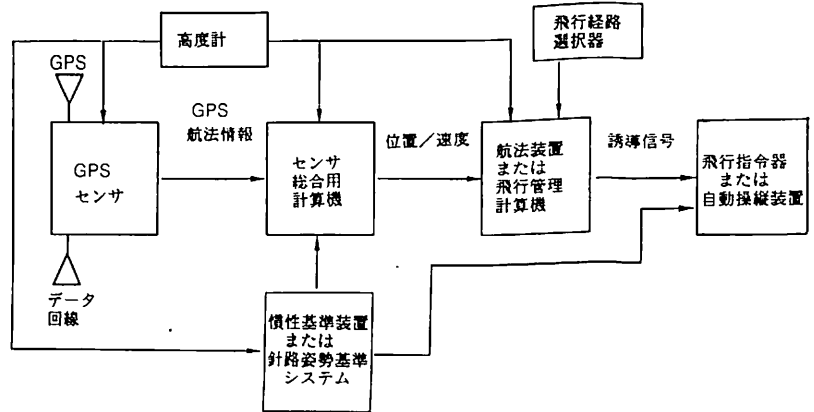 高度計
飛行経路
選択器
GPS
GPS
航法情報
位置/速度
誘導信号
GPS
センサ
センサ
総合用
計算機
航法装置
または
飛行管理
計算機
飛行指令器
または
自動操縦装置
データ
回線
慣性基準装置
または
針路姿勢基準
システム